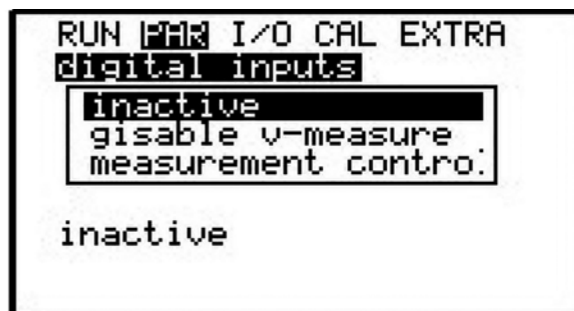 RUN PAR I/O CAL EXTRA
digital inputs
inactive
gisable v-measure
measurement contro.
inactive